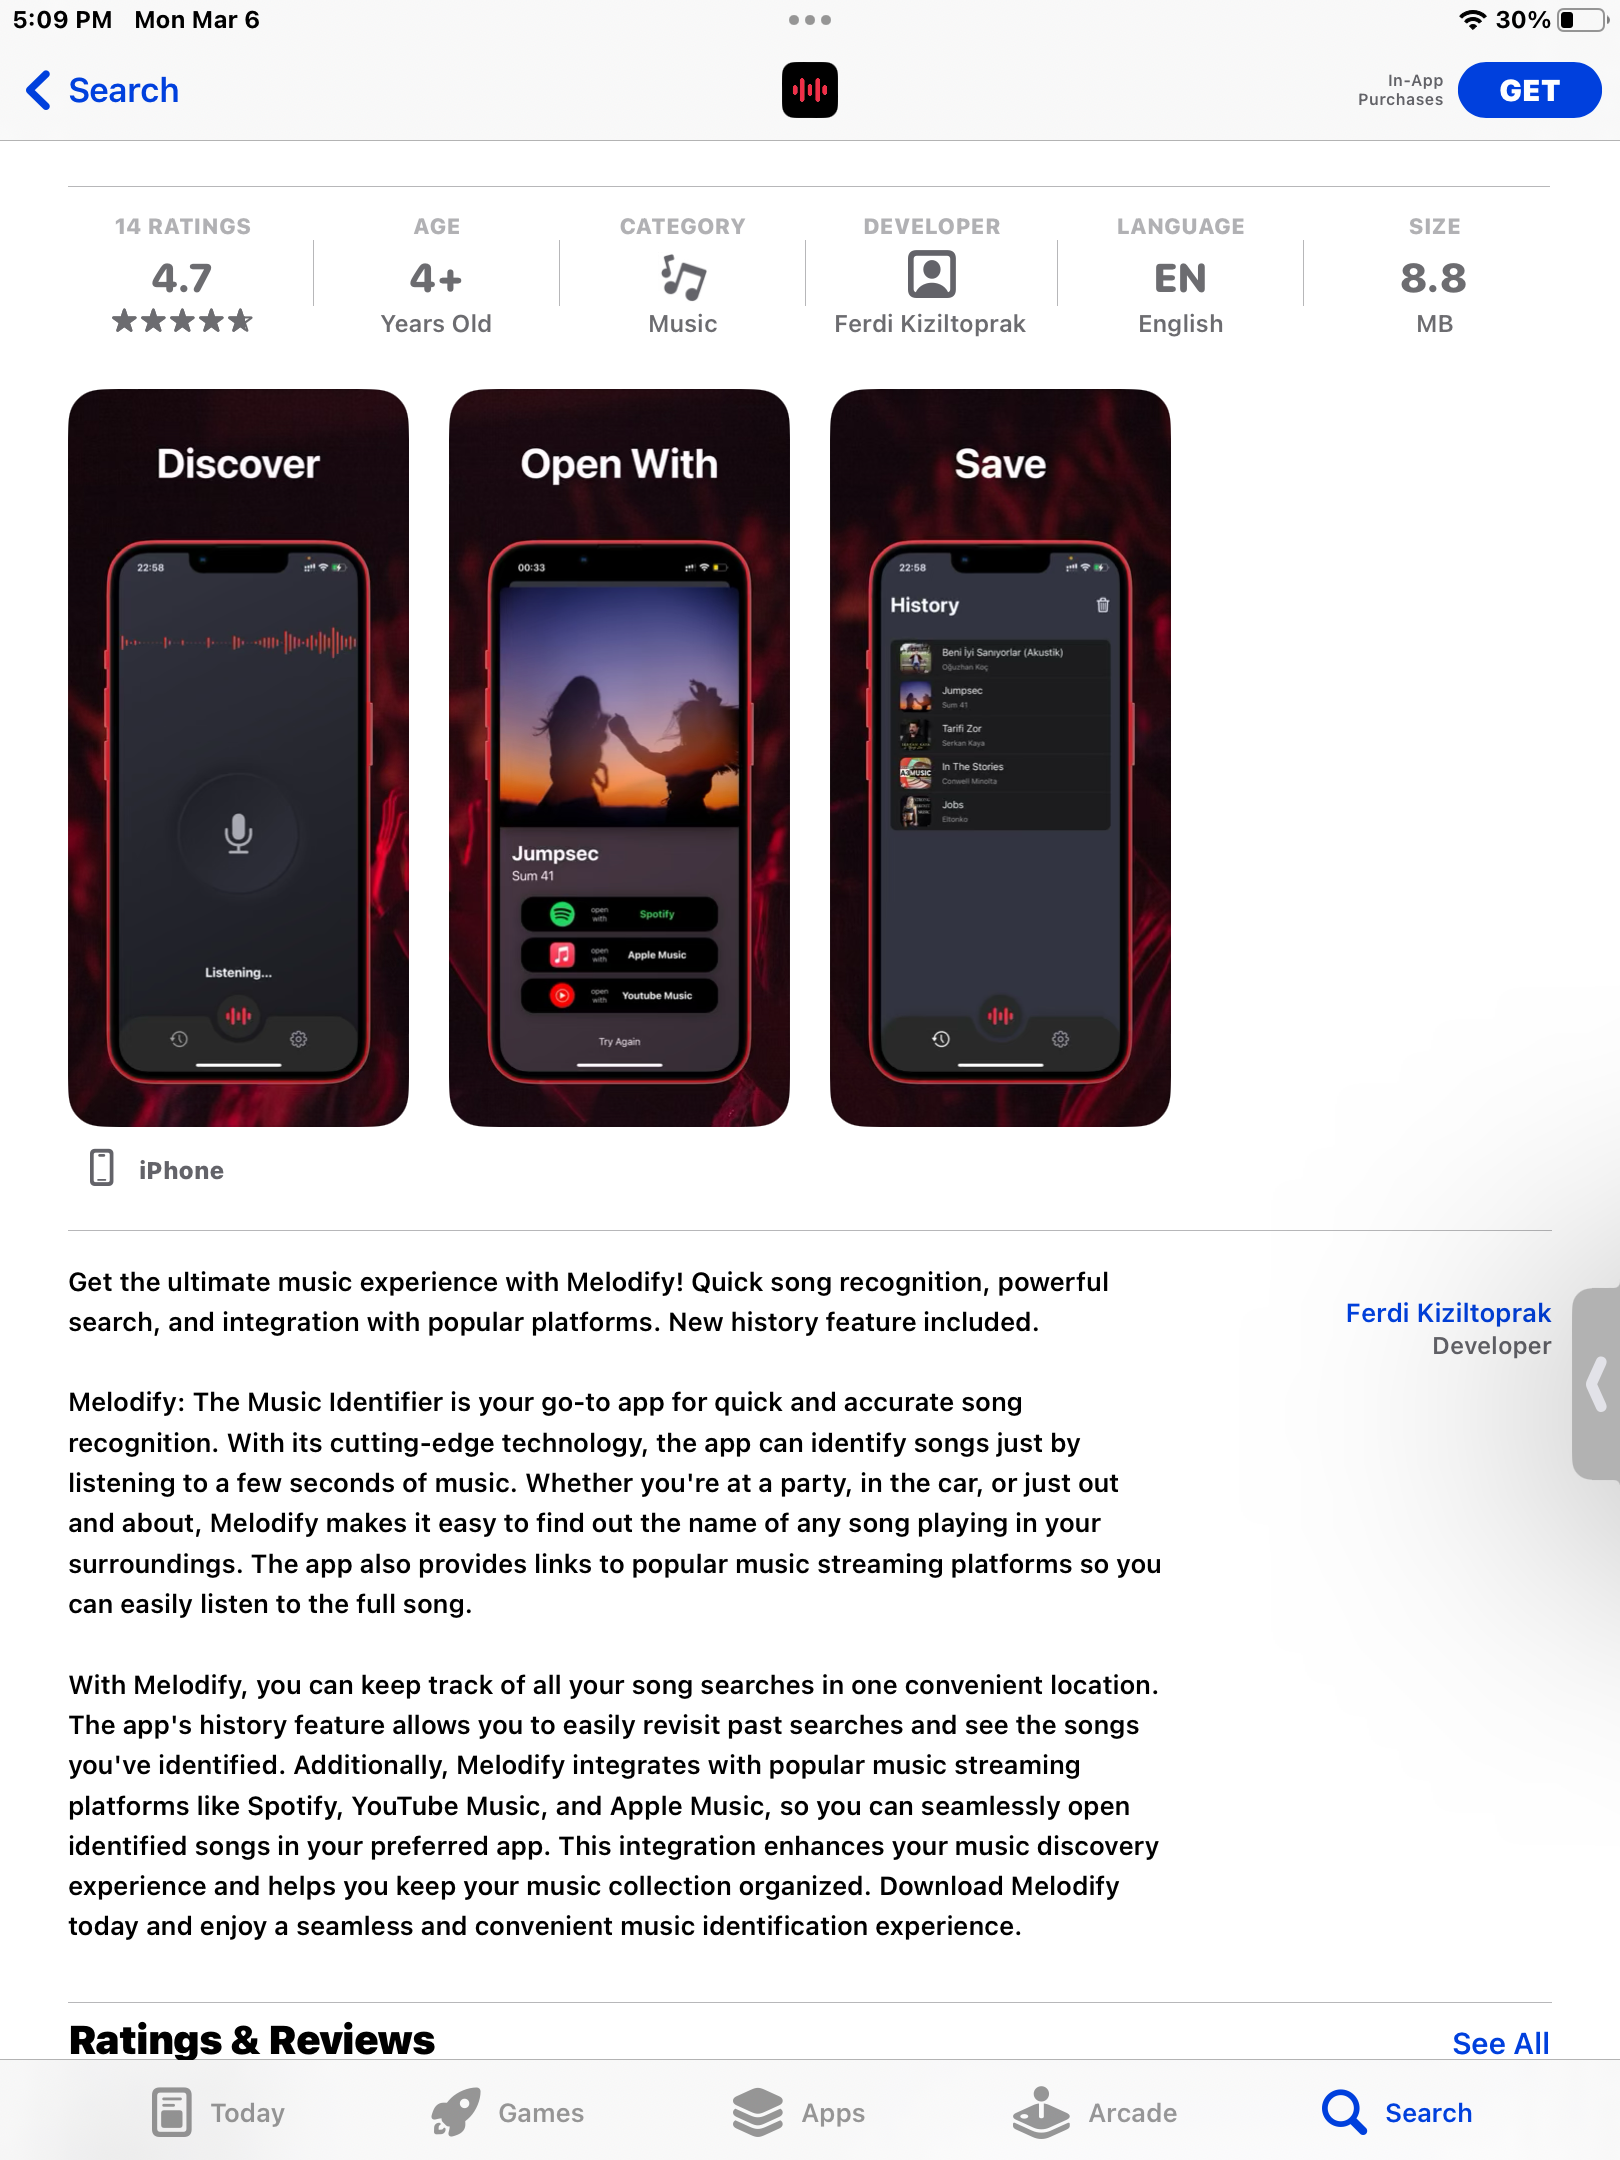 5:09 PM Mon Mar 6
30%
Search
In-App
Purchases
GET
14 RATINGS
4.7
AGE
4+
Years Old
CATEGORY
Music
DEVELOPER
Ferdi Kiziltoprak
LANGUAGE
EN
English
SIZE
8.8
MB
Discover
22:58
Listening...
Open With
00:33
Jumpsec
Sum 41
open
with
Spotify
open
with
Apple Music
open
with
Youtube Music
Try Again
Save
22:58
History
Beni İyi Sanıyorlar (Akustik)
Oğuzhan Koç
Jumpsec
Sum 41
Tarifi Zor
Serkan Kaya
A3MUSIC
In The Stories
Conwell Minolta
Jobs
Eltonko
iPhone
Get the ultimate music experience with Melodify! Quick song recognition, powerful
search, and integration with popular platforms. New history feature included.
Melodify: The Music Identifier is your go-to app for quick and accurate song
recognition. With its cutting-edge technology, the app can identify songs just by
listening to a few seconds of music. Whether you're at a party, in the car, or just out
and about, Melodify makes it easy to find out the name of any song playing in your
surroundings. The app also provides links to popular music streaming platforms so you
can easily listen to the full song.
With Melodify, you can keep track of all your song searches in one convenient location.
The app's history feature allows you to easily revisit past searches and see the songs
you've identified. Additionally, Melodify integrates with popular music streaming
platforms like Spotify, YouTube Music, and Apple Music, so you can seamlessly open
identified songs in your preferred app. This integration enhances your music discovery
experience and helps you keep your music collection organized. Download Melodify
today and enjoy a seamless and convenient music identification experience.
Ferdi Kiziltoprak
Developer
Ratings & Reviews
See All
Today
Games
Apps
Arcade
Search